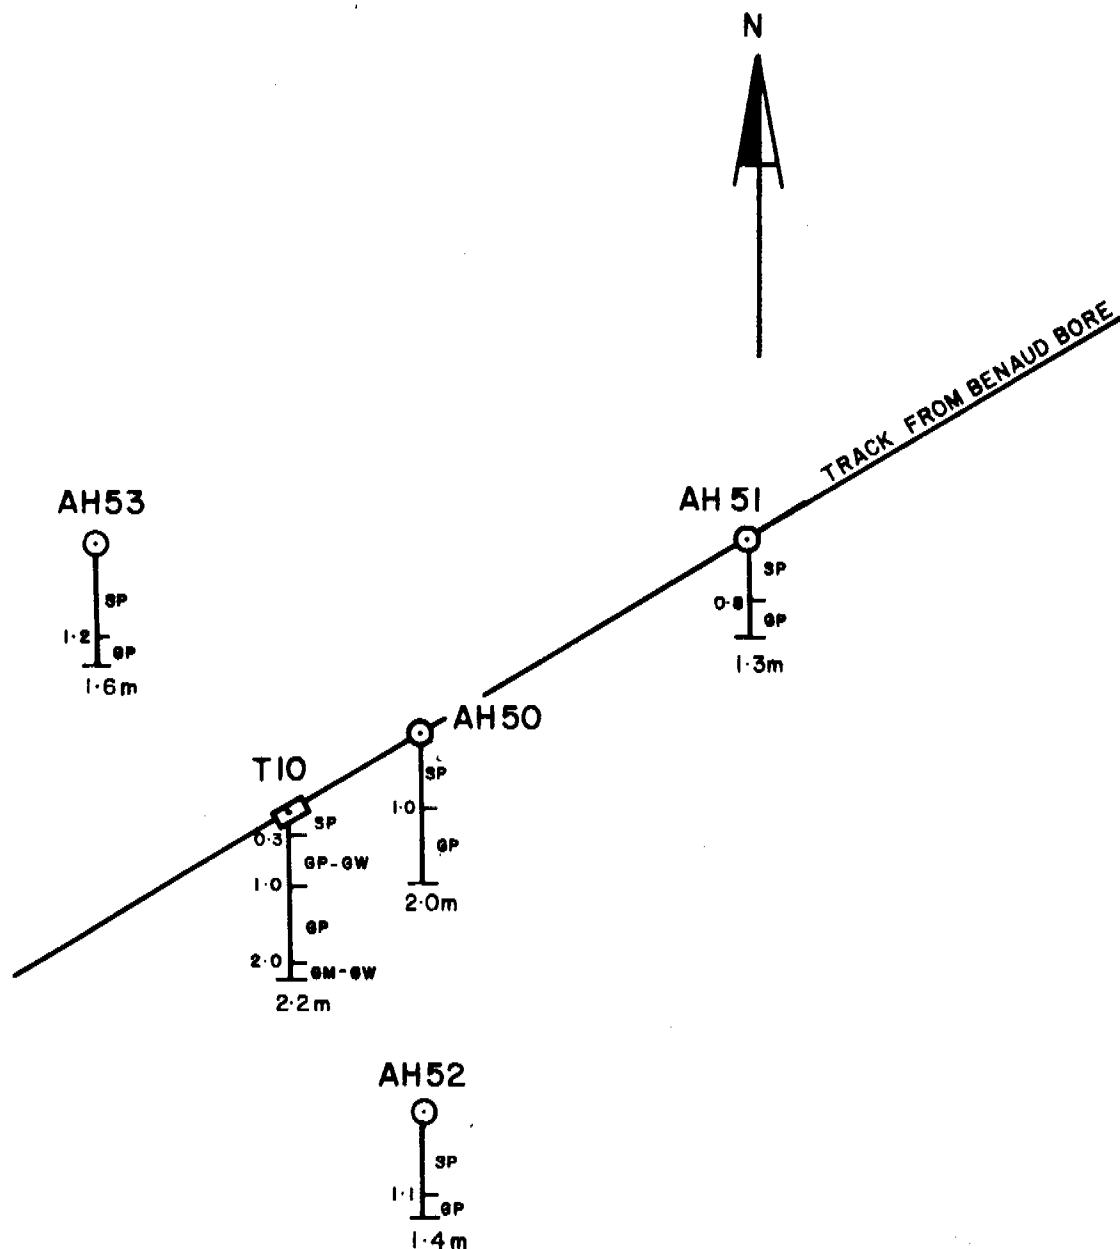 N
TRACK FROM BENAUD BORE
AH53
SP
1·2
GP
1·6m
AH 51
SP
0·8
GP
1·3m
AH50
SP
1·0
GP
2·0m
T10
SP
0·3
GP-GW
1·0
GP
2·0
GM-GW
2·2m
AH52
SP
1·1
GP
1·4m